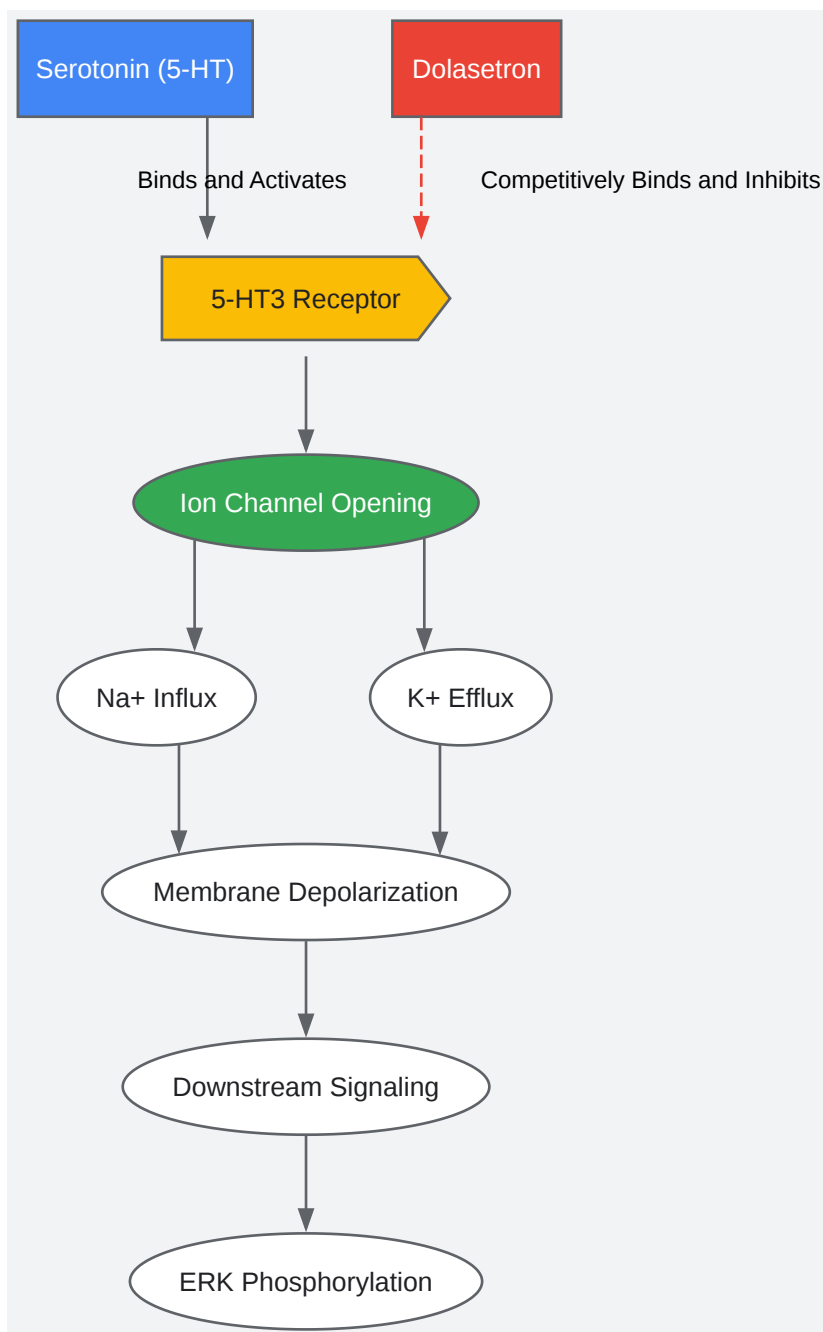 Serotonin (5-HT)
Dolasetron
Binds and Activates
Competitively Binds and Inhibits
5-HT3 Receptor
Ion Channel Opening
Na+ Influx
K+ Efflux
Membrane Depolarization
Downstream Signaling
ERK Phosphorylation